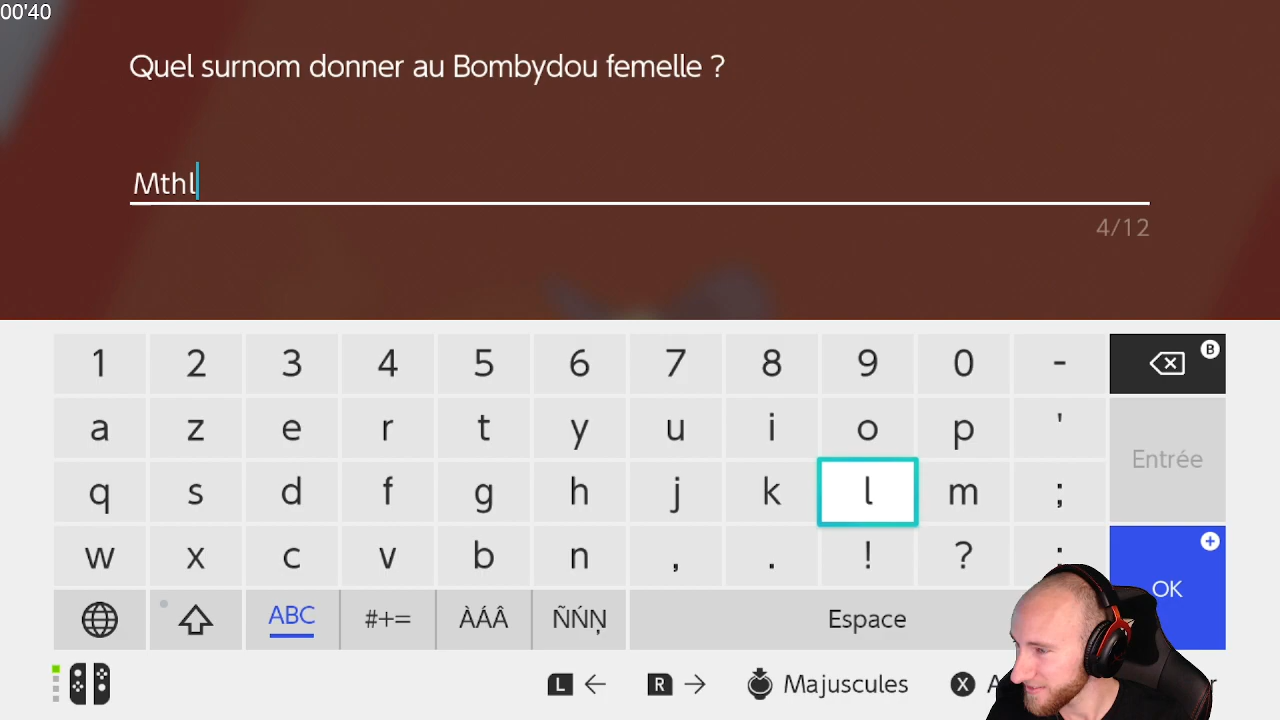 00'40
Quel surnom donner au Bombydou femelle ?
Mthl
4/12
1 2 3 4 5 6 7 8 9 0 - B
a z e r t y u i o p '
Entrée
q s d f g h j k l m ;
w x c v b n , . ! ? : +
OK
ABC #+= ÀÁÂ ÑŃŅ Espace
L ← R → Majuscules X